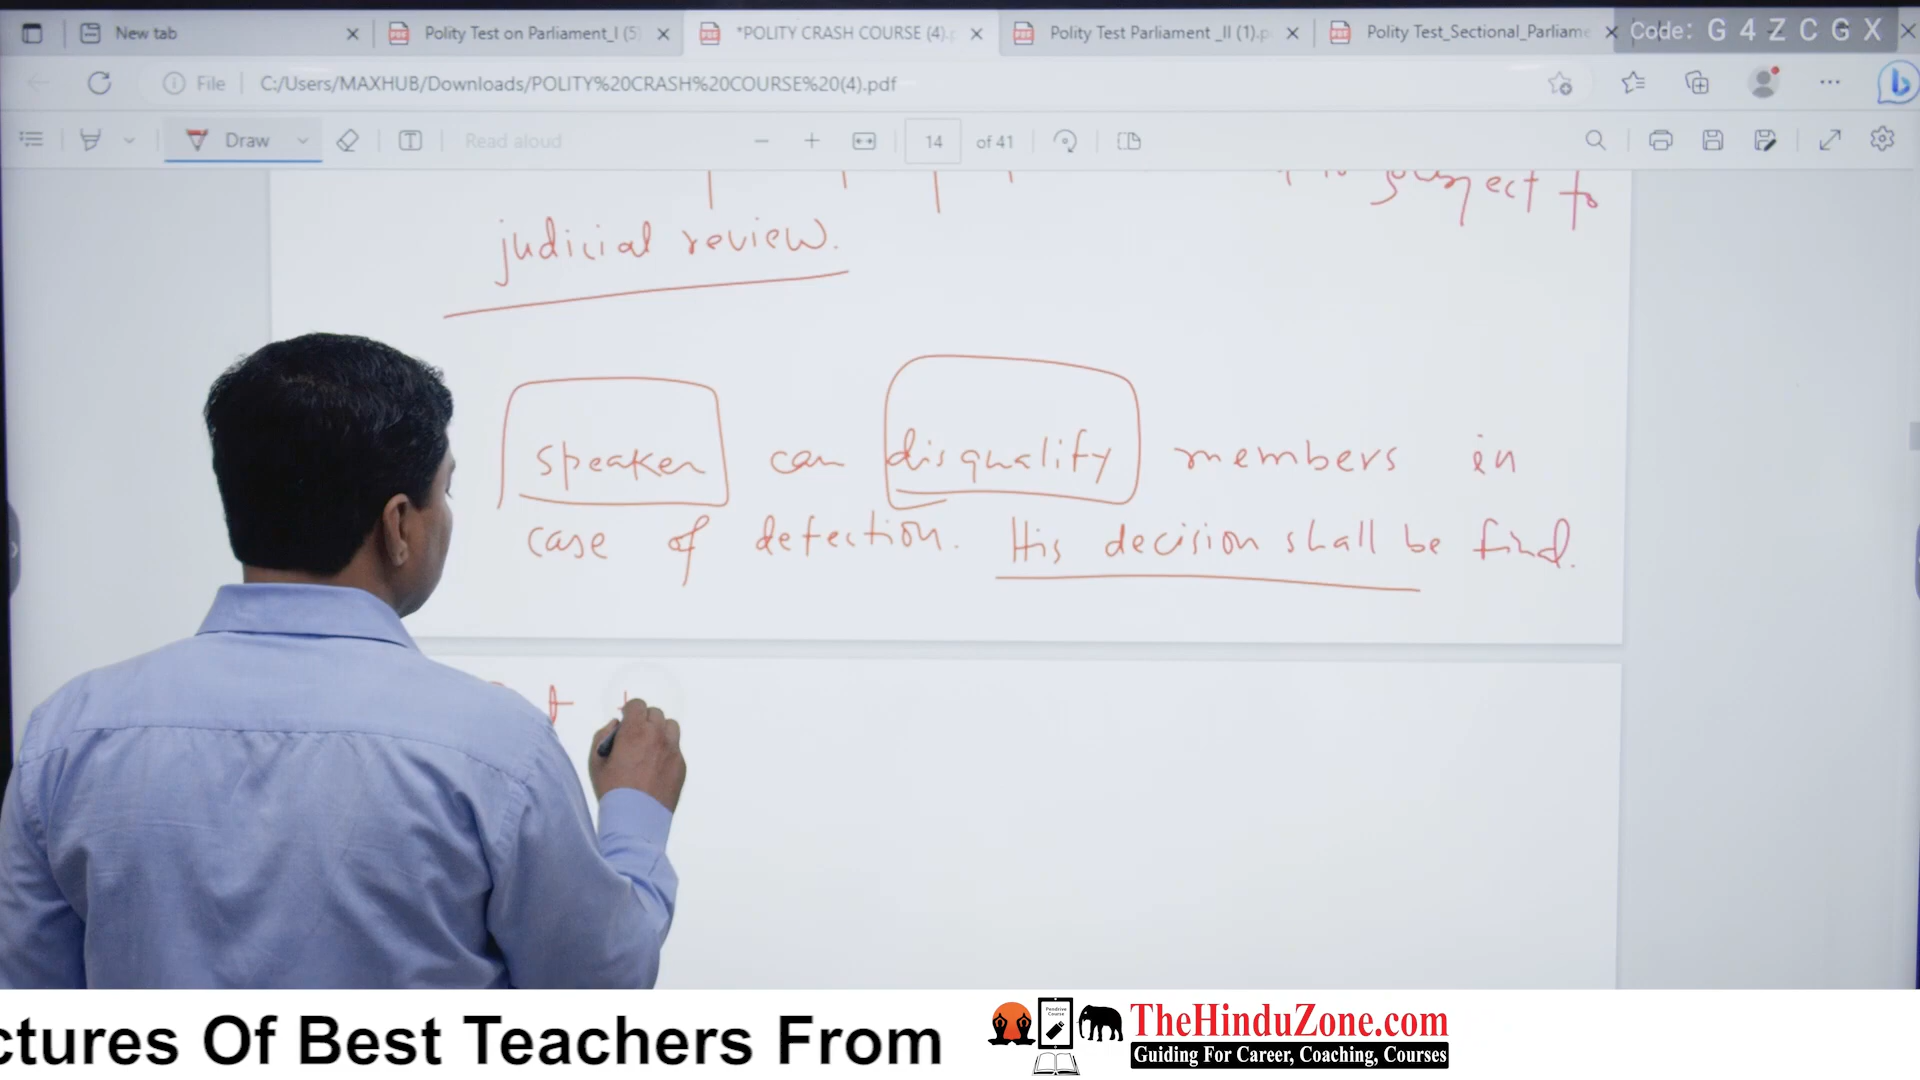 New tab
Polity Test on Parliament_I (5)
*POLITY CRASH COURSE (4).p
Polity Test Parliament _II (1).p
Polity Test_Sectional_Parliame
Code: G 4 Z C G X
File
C:/Users/MAXHUB/Downloads/POLITY%20CRASH%20COURSE%20(4).pdf
Draw
Read aloud
14 of 41
subject to
judicial review.
speaker can disqualify members in
case of defection. His decision shall be find.
ctures Of Best Teachers From
Pendrive
Course
TheHinduZone.com
Guiding For Career, Coaching, Courses